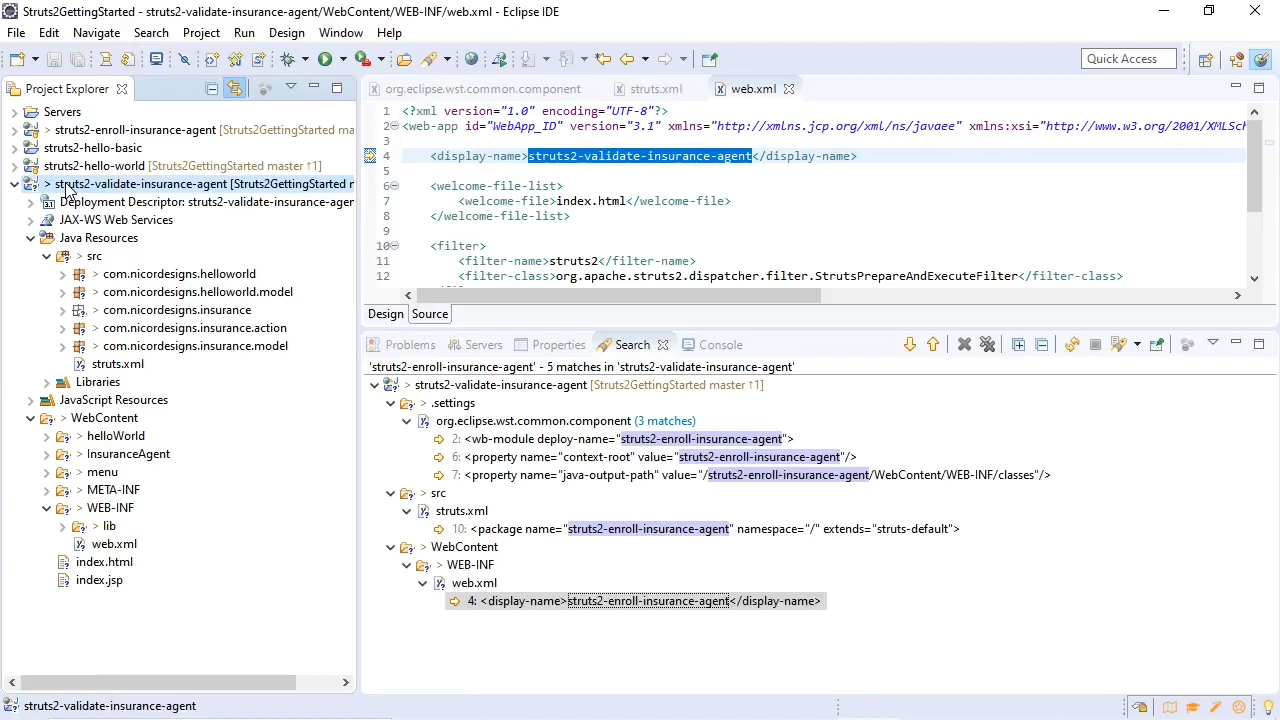 Struts2GettingStarted - struts2-validate-insurance-agent/WebContent/WEB-INF/web.xml - Eclipse IDE
File Edit Navigate Search Project Run Design Window Help
Quick Access
Project Explorer
Servers
> struts2-enroll-insurance-agent [Struts2GettingStarted ma
struts2-hello-basic
struts2-hello-world [Struts2GettingStarted master ↑1]
> struts2-validate-insurance-agent [Struts2GettingStarted
Deployment Descriptor: struts2-validate-insurance-agen
JAX-WS Web Services
Java Resources
> src
> com.nicordesigns.helloworld
> com.nicordesigns.helloworld.model
> com.nicordesigns.insurance
> com.nicordesigns.insurance.action
> com.nicordesigns.insurance.model
struts.xml
Libraries
JavaScript Resources
> WebContent
> helloWorld
> InsuranceAgent
> menu
> META-INF
> WEB-INF
> lib
web.xml
index.html
index.jsp
org.eclipse.wst.common.component struts.xml web.xml
1 <?xml version="1.0" encoding="UTF-8"?>
2 <web-app id="WebApp_ID" version="3.1" xmlns="http://xmlns.jcp.org/xml/ns/javaee" xmlns:xsi="http://www.w3.org/2001/XMLSch
3
4 <display-name>struts2-validate-insurance-agent</display-name>
5
6 <welcome-file-list>
7 <welcome-file>index.html</welcome-file>
8 </welcome-file-list>
9
10 <filter>
11 <filter-name>struts2</filter-name>
12 <filter-class>org.apache.struts2.dispatcher.filter.StrutsPrepareAndExecuteFilter</filter-class>
Design Source
Problems Servers Properties Search Console
'struts2-enroll-insurance-agent' - 5 matches in 'struts2-validate-insurance-agent'
> struts2-validate-insurance-agent [Struts2GettingStarted master ↑1]
> .settings
org.eclipse.wst.common.component (3 matches)
2: <wb-module deploy-name="struts2-enroll-insurance-agent">
6: <property name="context-root" value="struts2-enroll-insurance-agent"/>
7: <property name="java-output-path" value="/struts2-enroll-insurance-agent/WebContent/WEB-INF/classes"/>
> src
struts.xml
10: <package name="struts2-enroll-insurance-agent" namespace="/" extends="struts-default">
> WebContent
> WEB-INF
web.xml
4: <display-name>struts2-enroll-insurance-agent</display-name>
struts2-validate-insurance-agent